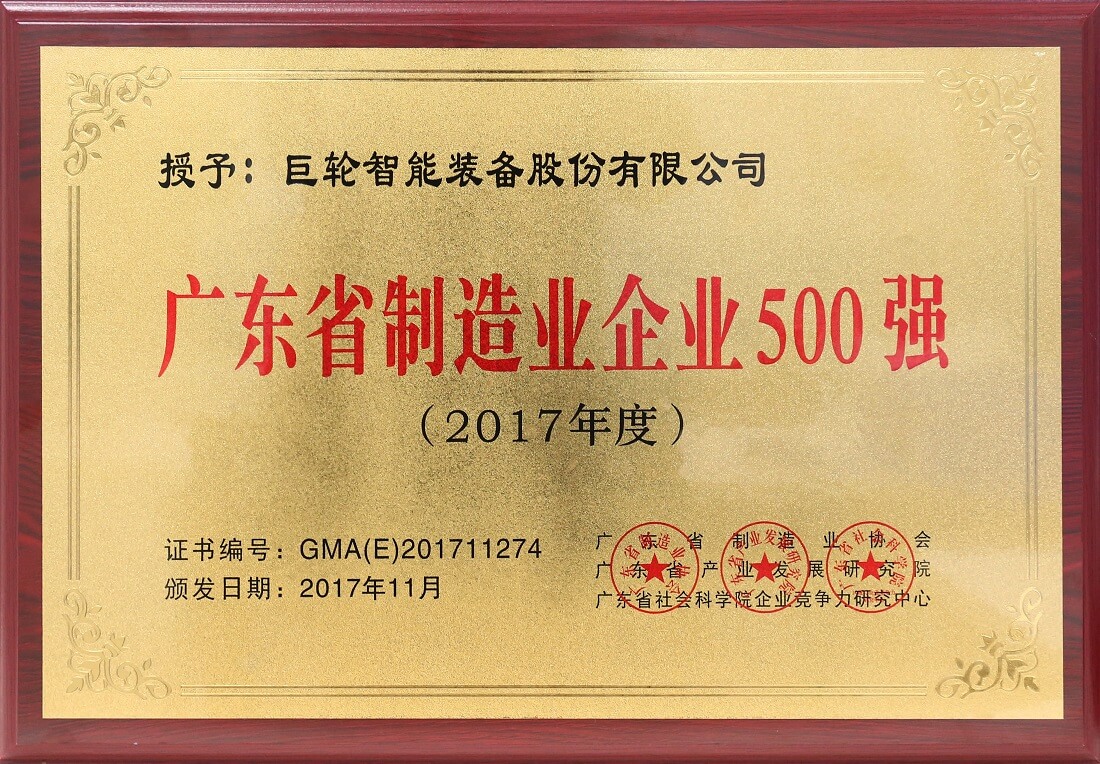 授予：巨轮智能装备股份有限公司
广东省制造业企业500强
（2017年度）
证书编号：GMA(E)201711274
颁发日期：2017年11月
广东省制造业协会
广东省产业发展研究院
广东省社会科学院企业竞争力研究中心